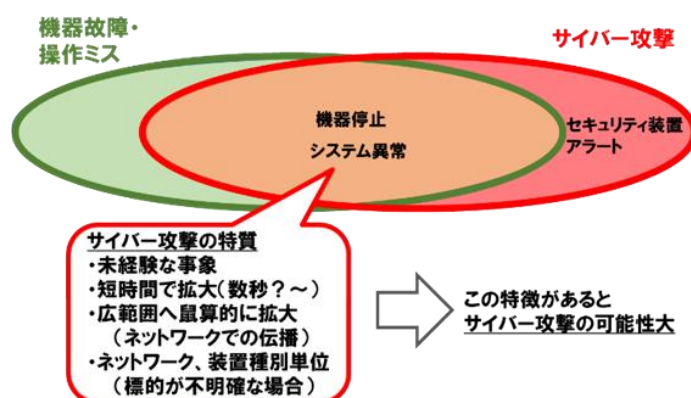 機器故障・
操作ミス
サイバー攻撃
機器停止
システム異常
セキュリティ装置
アラート
サイバー攻撃の特質
・未経験な事象
・短時間で拡大(数秒?~)
・広範囲へ鼠算的に拡大
(ネットワークでの伝播)
・ネットワーク、装置種別単位
(標的が不明確な場合)
この特徴があると
サイバー攻撃の可能性大